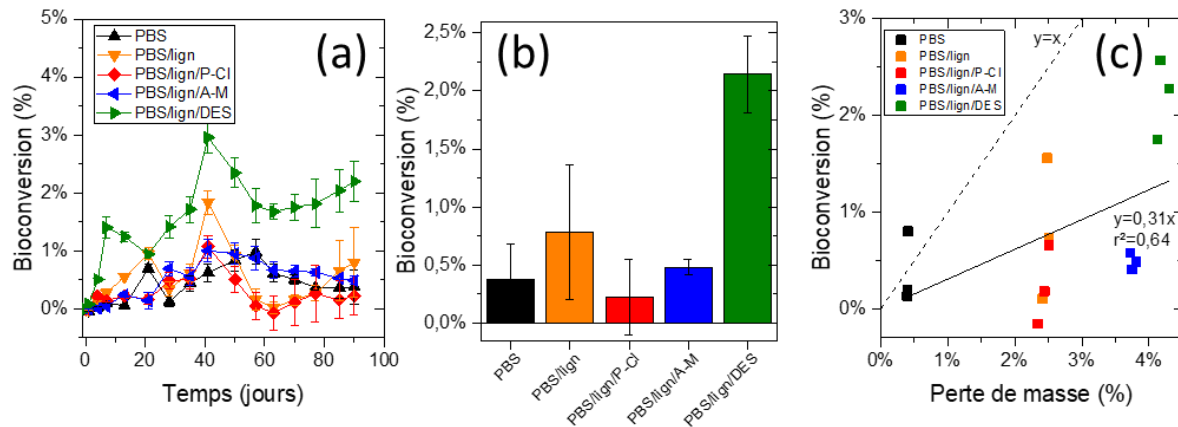 (a)
Bioconversion (%)
5%
4%
3%
2%
1%
0%
PBS
PBS/lign
PBS/lign/P-Cl
PBS/lign/A-M
PBS/lign/DES
0
20
40
60
80
100
Temps (jours)
(b)
Bioconversion (%)
2,5%
2,0%
1,5%
1,0%
0,5%
0,0%
PBS
PBS/lign
PBS/lign/P-Cl
PBS/lign/A-M
PBS/lign/DES
(c)
Bioconversion (%)
3%
2%
1%
0%
PBS
PBS/lign
PBS/lign/P-Cl
PBS/lign/A-M
PBS/lign/DES
y=x
y=0,31x
r²=0,64
0%
1%
2%
3%
4%
Perte de masse (%)